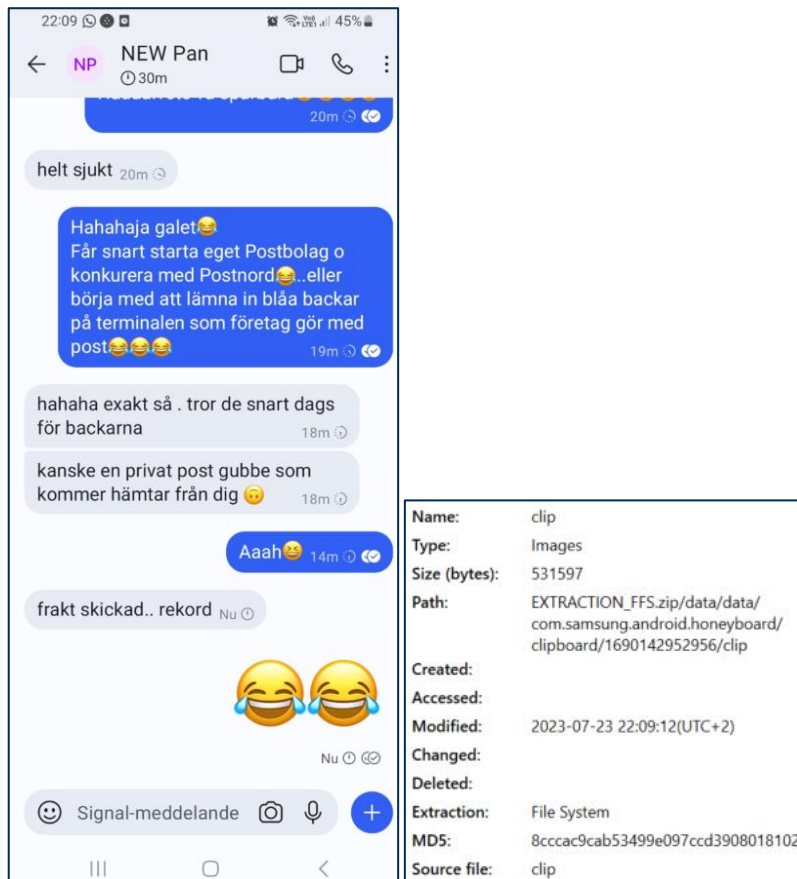 22:09
45%
NP
NEW Pan
30m
20m
helt sjukt 20m
Hahahaja galet😂
Får snart starta eget Postbolag o
konkurera med Postnord😂..eller
börja med att lämna in blåa backar
på terminalen som företag gör med
post😂😂😂
19m
hahaha exakt så . tror de snart dags
för backarna
18m
kanske en privat post gubbe som
kommer hämtar från dig 🙃
18m
Aaah😆 14m
frakt skickad.. rekord Nu
😂😂
Nu
Signal-meddelande
Name: clip
Type: Images
Size (bytes): 531597
Path: EXTRACTION_FFS.zip/data/data/
com.samsung.android.honeyboard/
clipboard/1690142952956/clip
Created:
Accessed:
Modified: 2023-07-23 22:09:12(UTC+2)
Changed:
Deleted:
Extraction: File System
MD5: 8cccac9cab53499e097ccd3908018102
Source file: clip